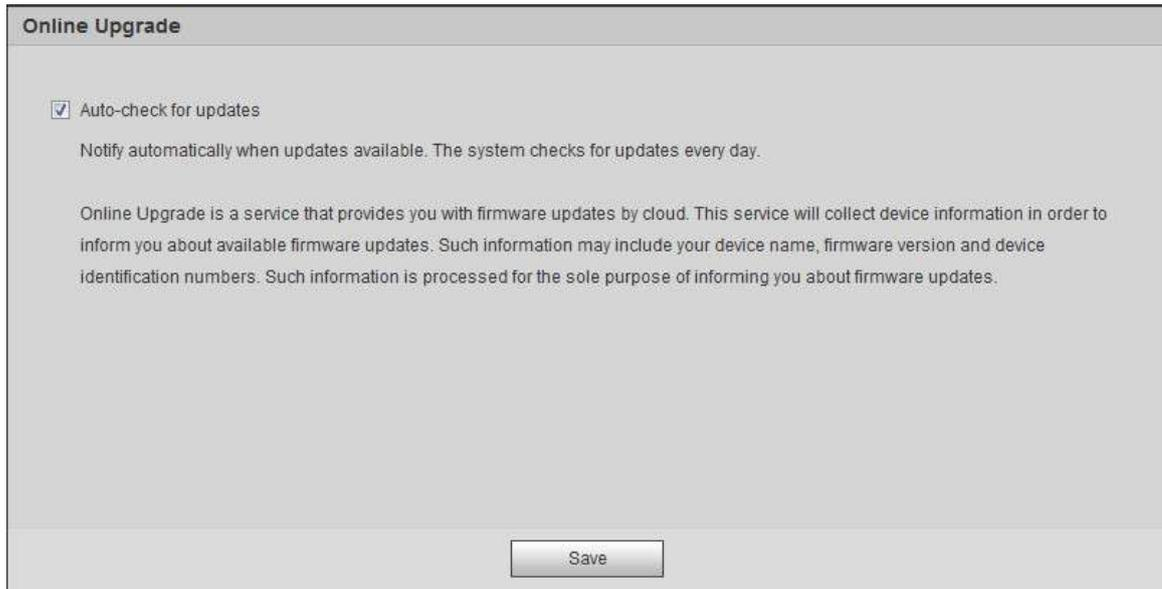 Online Upgrade
Auto-check for updates
Notify automatically when updates available. The system checks for updates every day.
Online Upgrade is a service that provides you with firmware updates by cloud. This service will collect device information in order to
inform you about available firmware updates. Such information may include your device name, firmware version and device
identification numbers. Such information is processed for the sole purpose of informing you about firmware updates.
Save